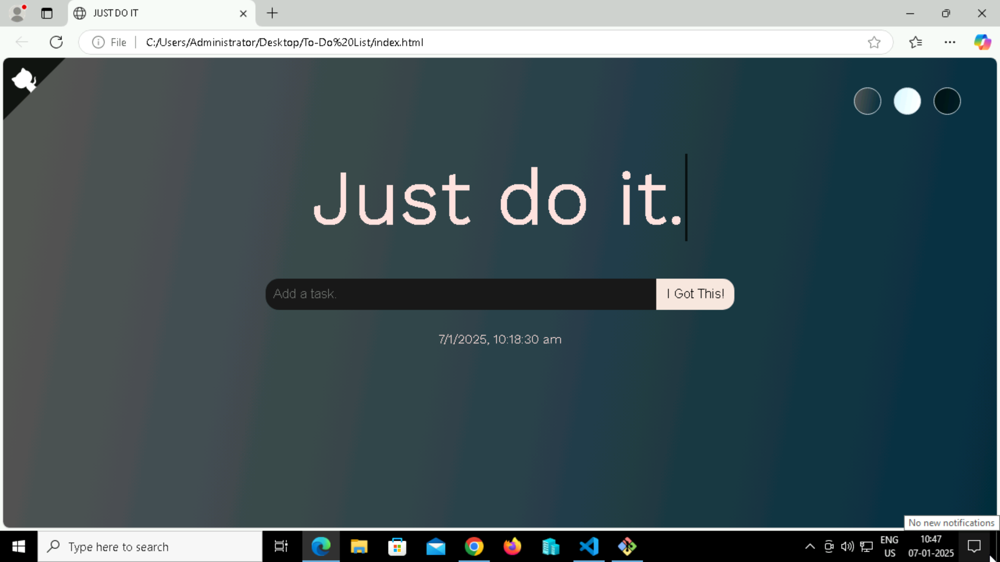 JUST DO IT
File
C:/Users/Administrator/Desktop/To-Do%20List/index.html
Just do it.
Add a task.
I Got This!
7/1/2025, 10:18:30 am
No new notifications
Type here to search
ENG
US
10:47
07-01-2025